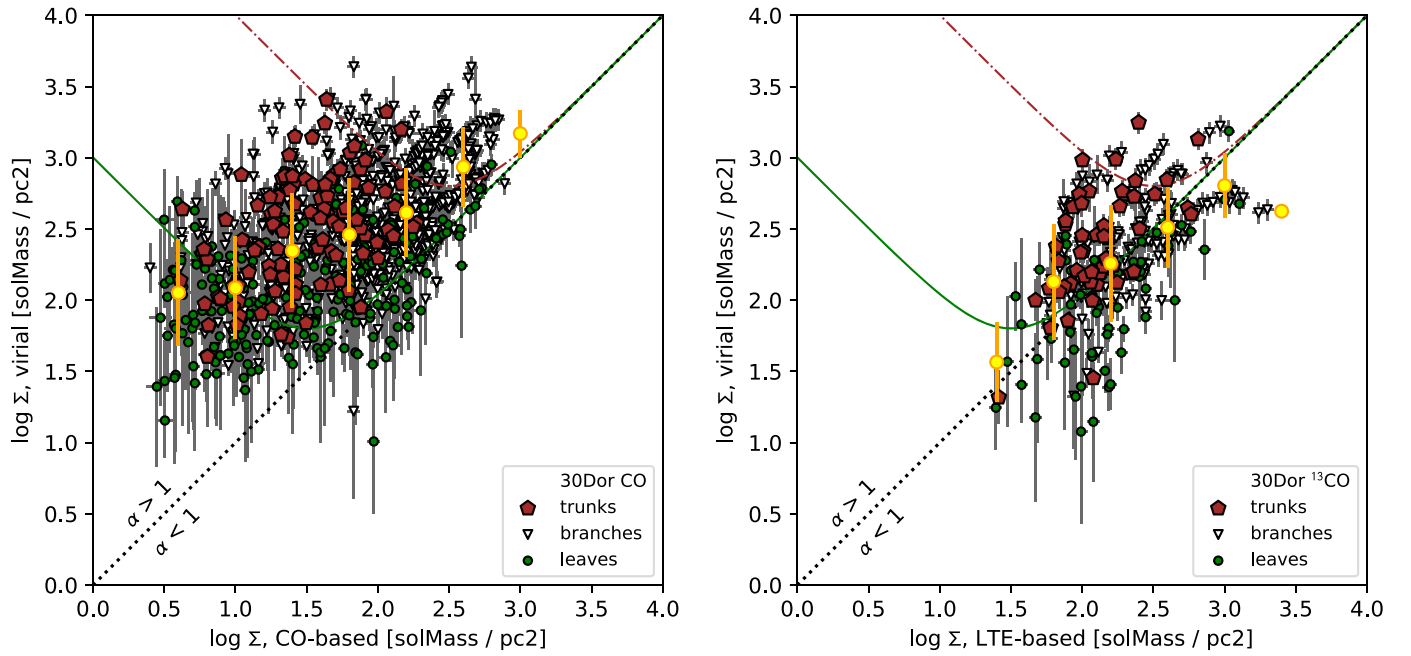 4.0
3.5
3.0
2.5
2.0
1.5
1.0
0.5
0.0
log Σ, virial [solMass / pc2]
α > 1
α < 1
30Dor CO
trunks
branches
leaves
0.0 0.5 1.0 1.5 2.0 2.5 3.0 3.5 4.0
log Σ, CO-based [solMass / pc2]
4.0
3.5
3.0
2.5
2.0
1.5
1.0
0.5
0.0
log Σ, virial [solMass / pc2]
α > 1
α < 1
30Dor ¹³CO
trunks
branches
leaves
0.0 0.5 1.0 1.5 2.0 2.5 3.0 3.5 4.0
log Σ, LTE-based [solMass / pc2]